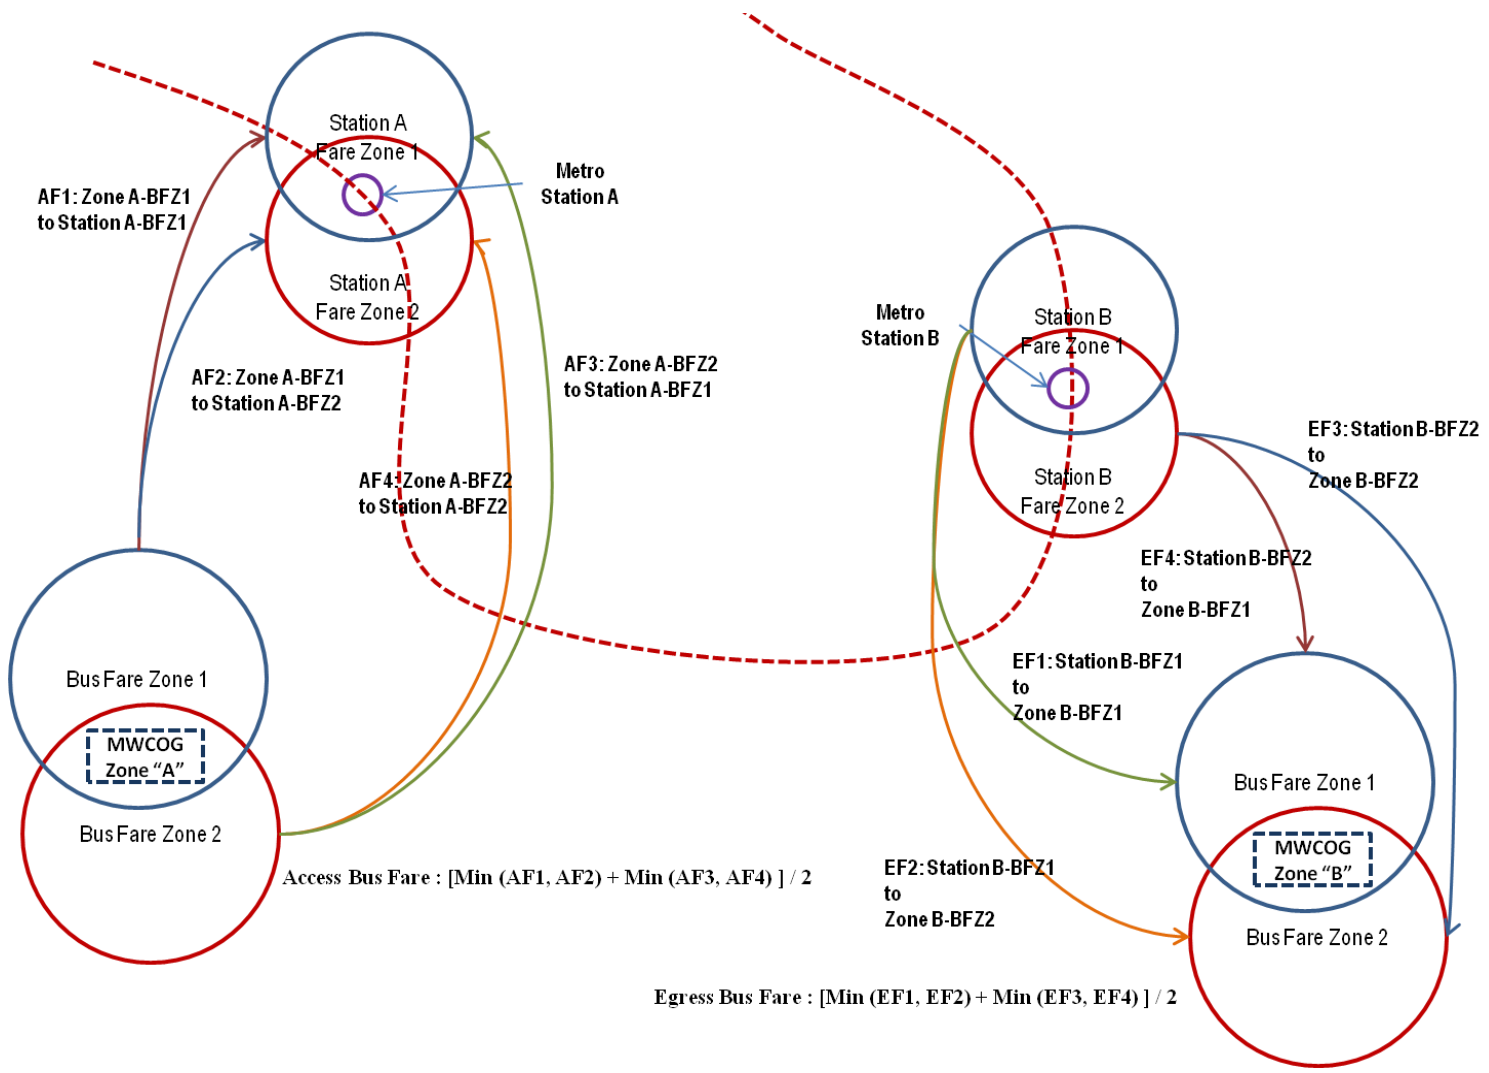 Station A
Fare Zone 1
Metro
Station A
AF1: Zone A-BFZ1
to Station A-BFZ1
Station A
Fare Zone 2
AF2: Zone A-BFZ1
to Station A-BFZ2
AF3: Zone A-BFZ2
to Station A-BFZ1
AF4: Zone A-BFZ2
to Station A-BFZ2
Bus Fare Zone 1
MWCOG
Zone “A”
Bus Fare Zone 2
Access Bus Fare : [Min (AF1, AF2) + Min (AF3, AF4) ] / 2
Metro
Station B
Station B
Fare Zone 1
Station B
Fare Zone 2
EF3: Station B-BFZ2
to
Zone B-BFZ2
EF4: Station B-BFZ2
to
Zone B-BFZ1
EF1: Station B-BFZ1
to
Zone B-BFZ1
EF2: Station B-BFZ1
to
Zone B-BFZ2
Bus Fare Zone 1
MWCOG
Zone “B”
Bus Fare Zone 2
Egress Bus Fare : [Min (EF1, EF2) + Min (EF3, EF4) ] / 2